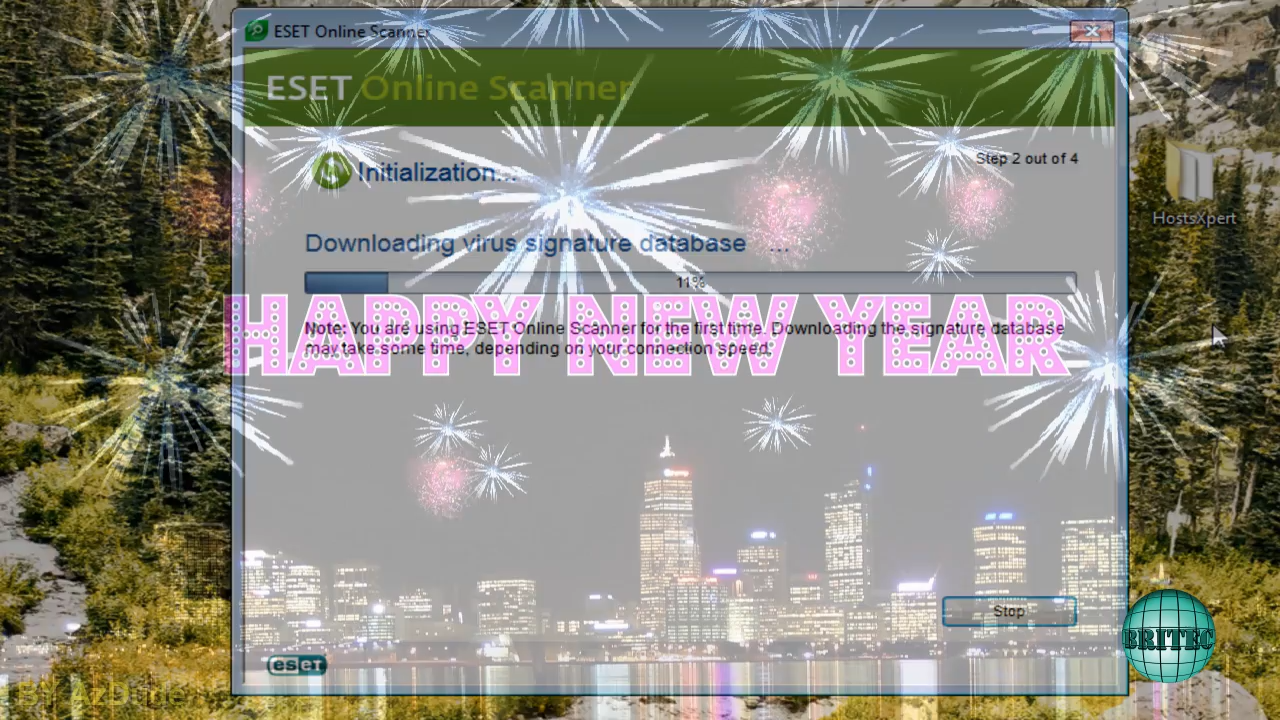 ESET Online Scanner
ESET Online Scanner
Initialization...
Step 2 out of 4
HostsXpert
Downloading virus signature database ...
11%
HAPPY NEW YEAR
Note: You are using ESET Online Scanner for the first time. Downloading the signature database
may take some time, depending on your connection speed.
Stop
BRITEC
eset
BY AzDude